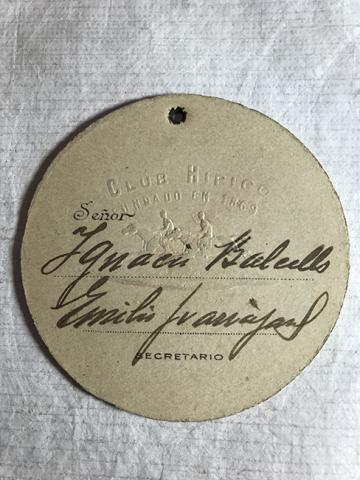 CLUB HIPICO
FUNDADO EN 1869
Señor
Ignacio Balcells
Emilio
SECRETARIO